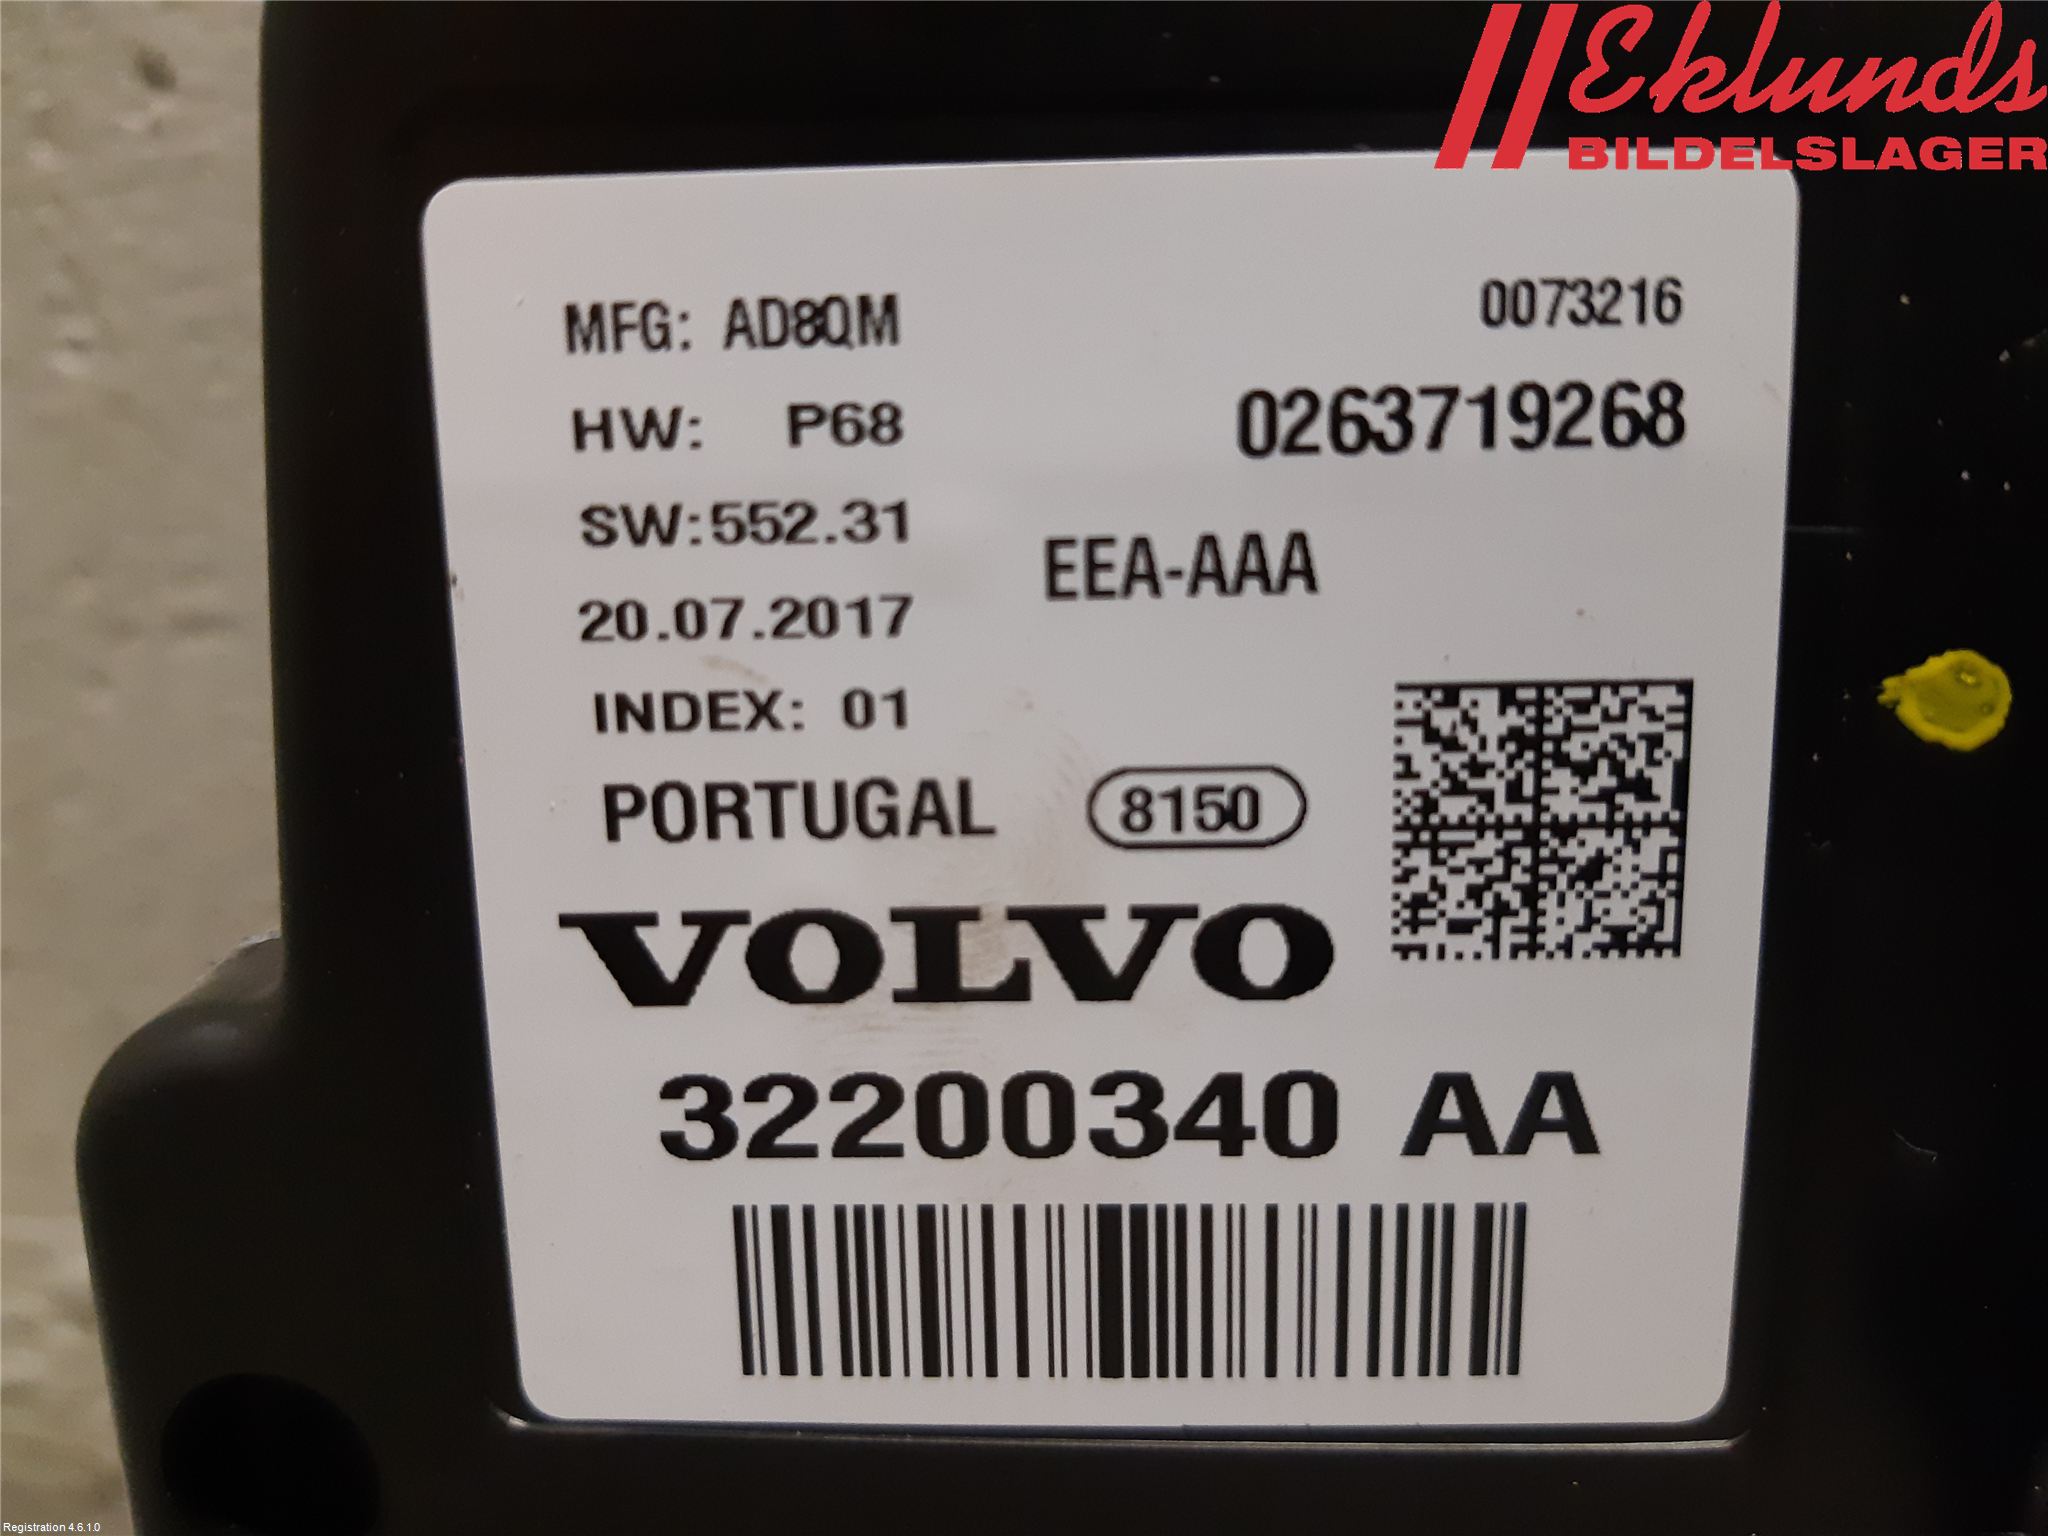 Eklunds
BILDELSLAGER
MFG: AD8QM
0073216
HW: P68
0263719268
SW:552.31
EEA-AAA
20.07.2017
INDEX: 01
PORTUGAL
8150
VOLVO
32200340 AA
Registration 4.6.1.0